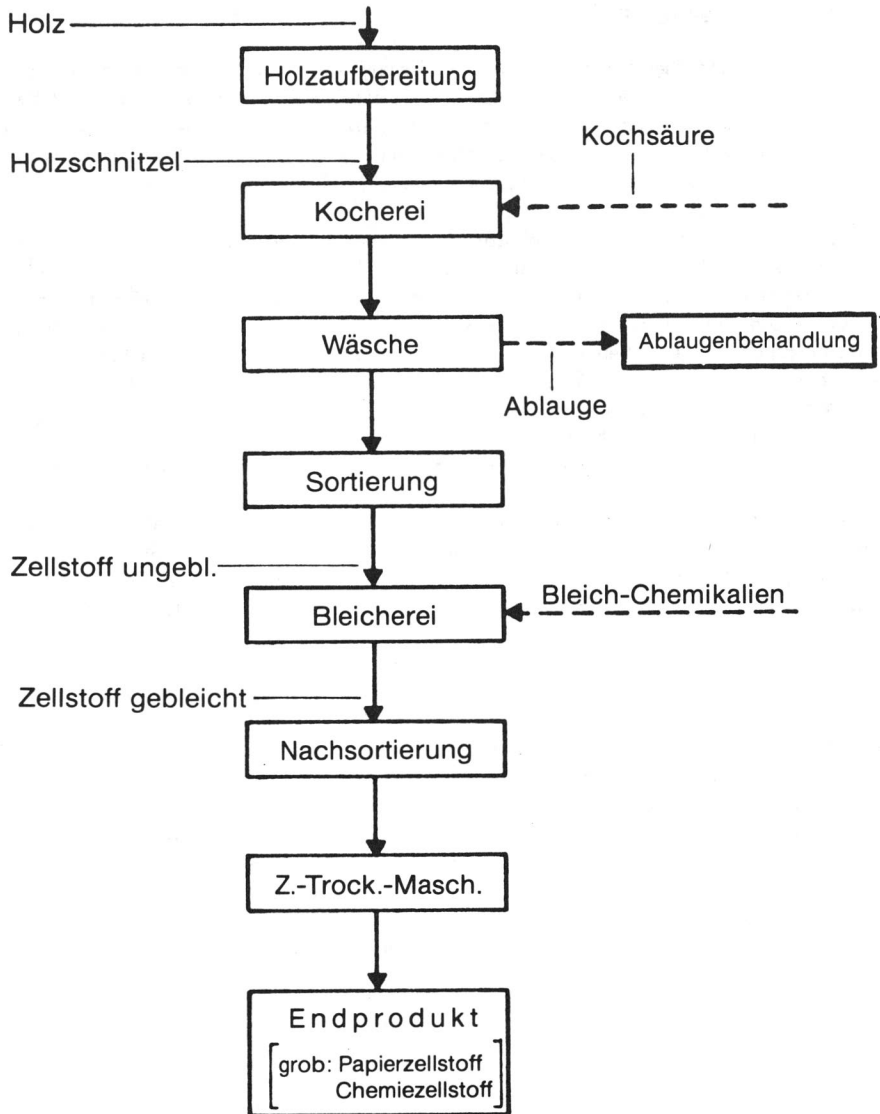 Holz
Holzaufbereitung
Kochsäure
Holzschnitzel
Kocherei
Wäsche
Ablaugenbehandlung
Ablauge
Sortierung
Zellstoff ungebl.
Bleich-Chemikalien
Bleicherei
Zellstoff gebleicht
Nachsortierung
Z.-Trock.-Masch.
Endprodukt
grob: Papierzellstoff
Chemiezellstoff